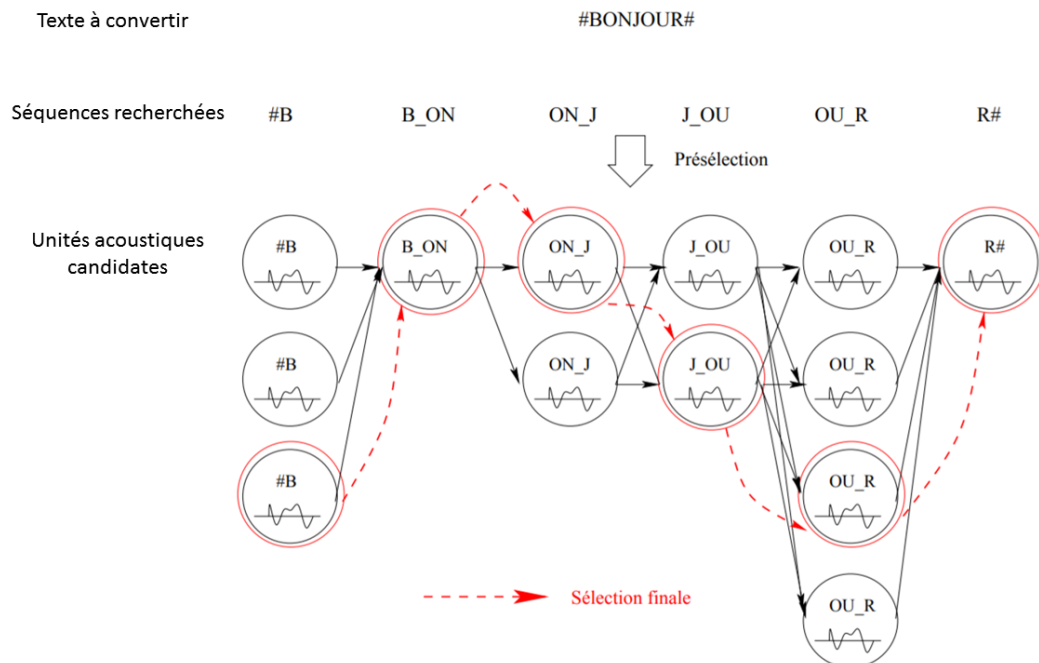 Texte à convertir #BONJOUR#
Séquences recherchées #B B_ON ON_J J_OU OU_R R#
Présélection
Unités acoustiques
candidates
#B B_ON ON_J J_OU OU_R R#
#B ON_J J_OU OU_R
#B OU_R
Sélection finale
OU_R